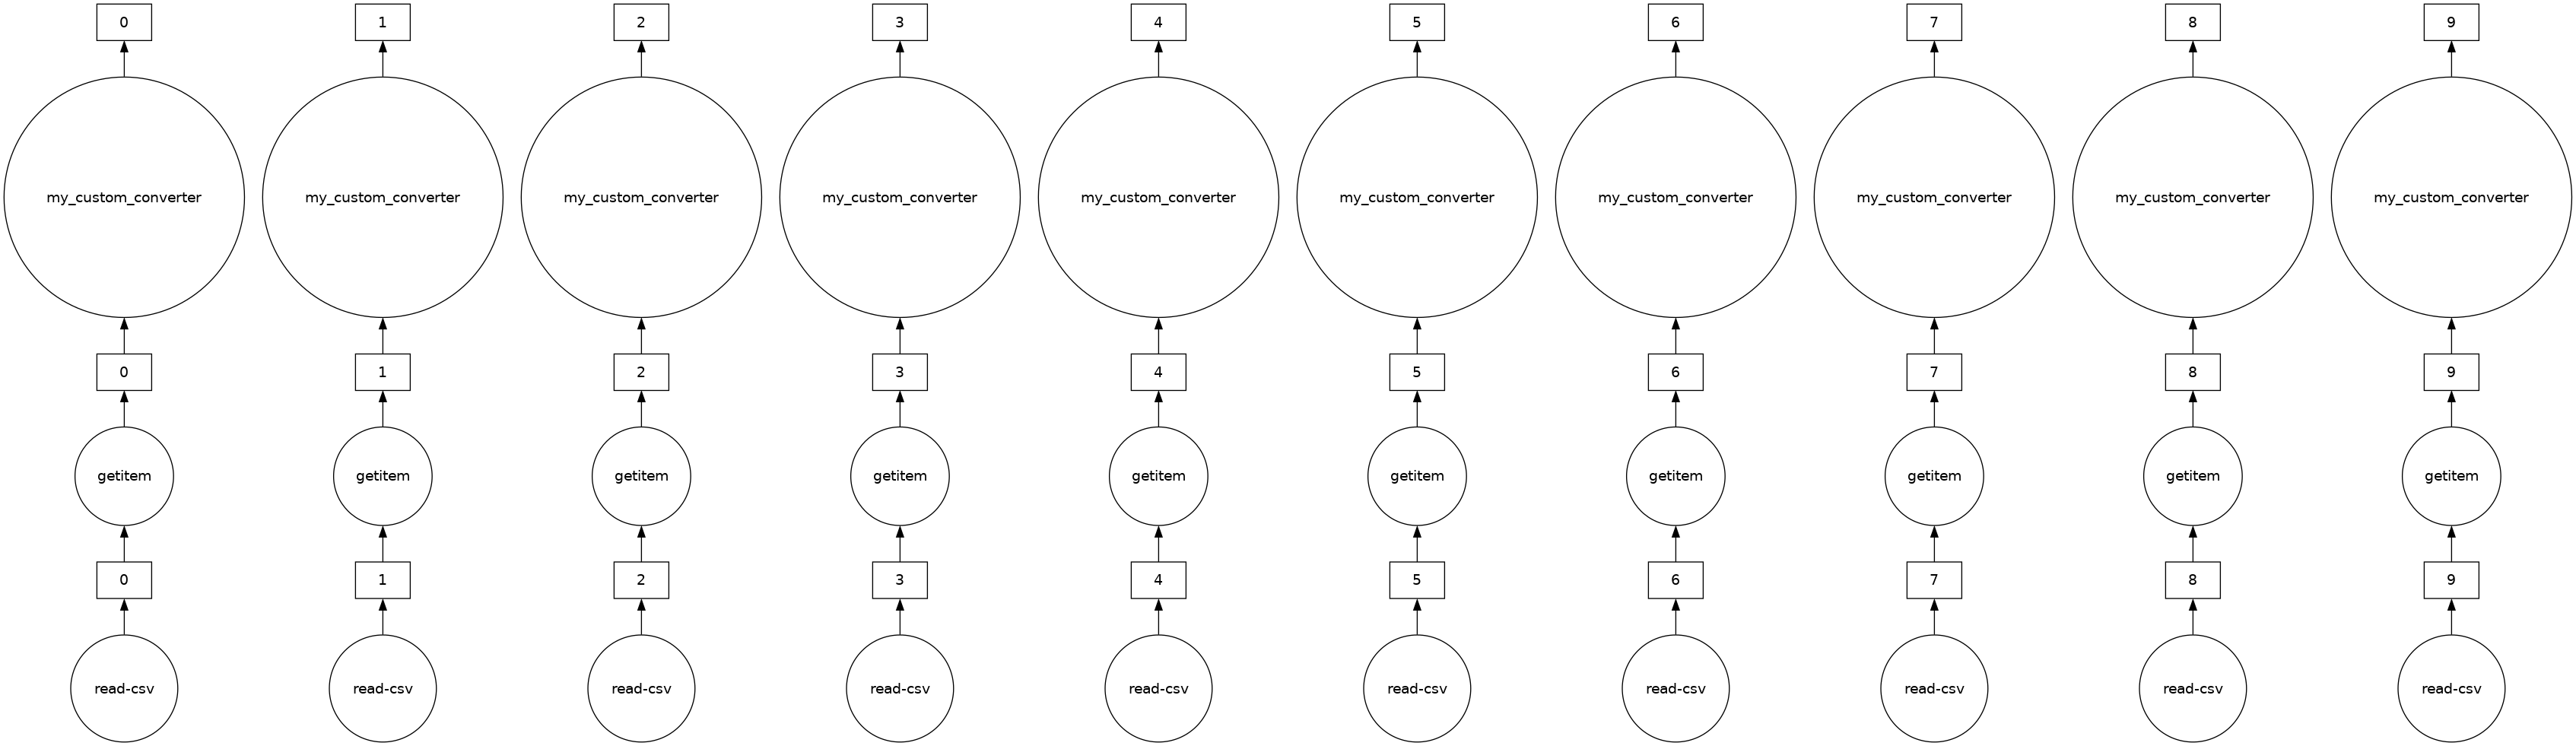 0 1 2 3 4 5 6 7 8 9
my_custom_converter my_custom_converter my_custom_converter my_custom_converter my_custom_converter my_custom_converter my_custom_converter my_custom_converter my_custom_converter my_custom_converter
0 1 2 3 4 5 6 7 8 9
getitem getitem getitem getitem getitem getitem getitem getitem getitem getitem
0 1 2 3 4 5 6 7 8 9
read-csv read-csv read-csv read-csv read-csv read-csv read-csv read-csv read-csv read-csv